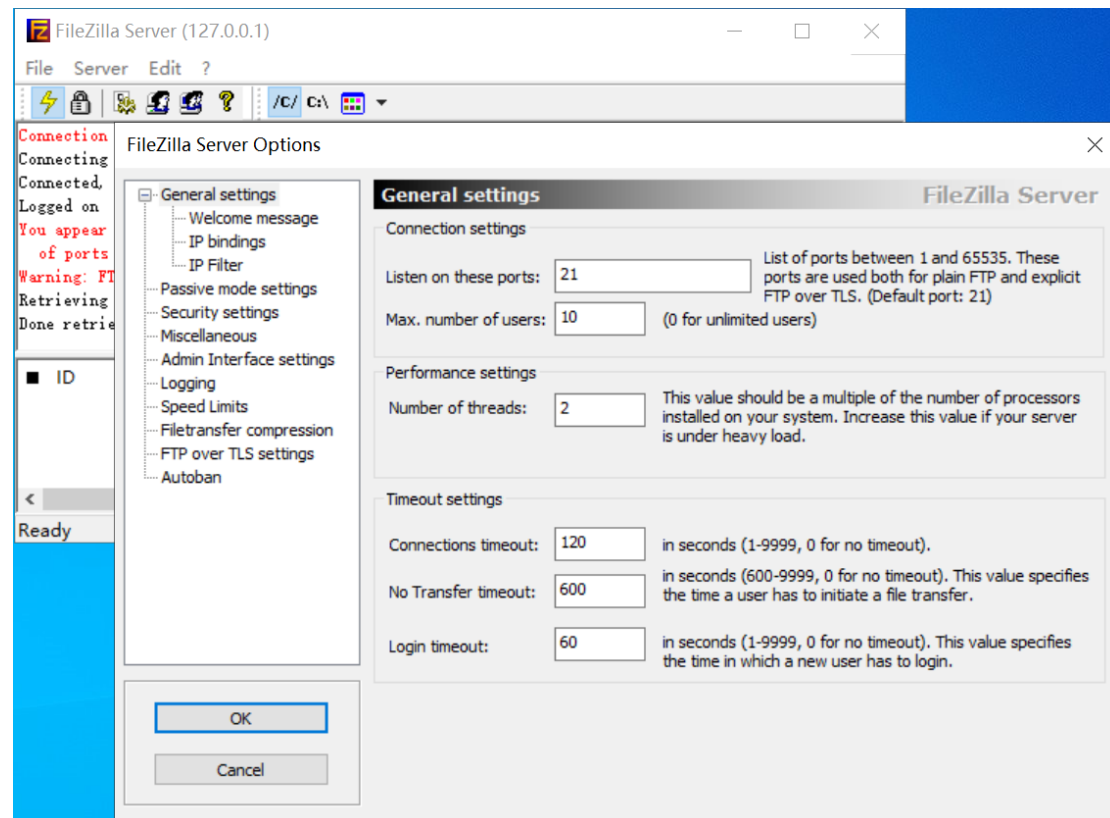 FileZilla Server (127.0.0.1)
File Server Edit ?
/C/ C:\
Connection
Connecting
Connected,
Logged on
You appear
of ports
Warning: FT
Retrieving
Done retrie
ID
Ready
FileZilla Server Options
General settings
Welcome message
IP bindings
IP Filter
Passive mode settings
Security settings
Miscellaneous
Admin Interface settings
Logging
Speed Limits
Filetransfer compression
FTP over TLS settings
Autoban
OK
Cancel
General settings FileZilla Server
Connection settings
Listen on these ports: 21
List of ports between 1 and 65535. These
ports are used both for plain FTP and explicit
FTP over TLS. (Default port: 21)
Max. number of users: 10 (0 for unlimited users)
Performance settings
Number of threads: 2
This value should be a multiple of the number of processors
installed on your system. Increase this value if your server
is under heavy load.
Timeout settings
Connections timeout: 120 in seconds (1-9999, 0 for no timeout).
No Transfer timeout: 600
in seconds (600-9999, 0 for no timeout). This value specifies
the time a user has to initiate a file transfer.
Login timeout: 60
in seconds (1-9999, 0 for no timeout). This value specifies
the time in which a new user has to login.